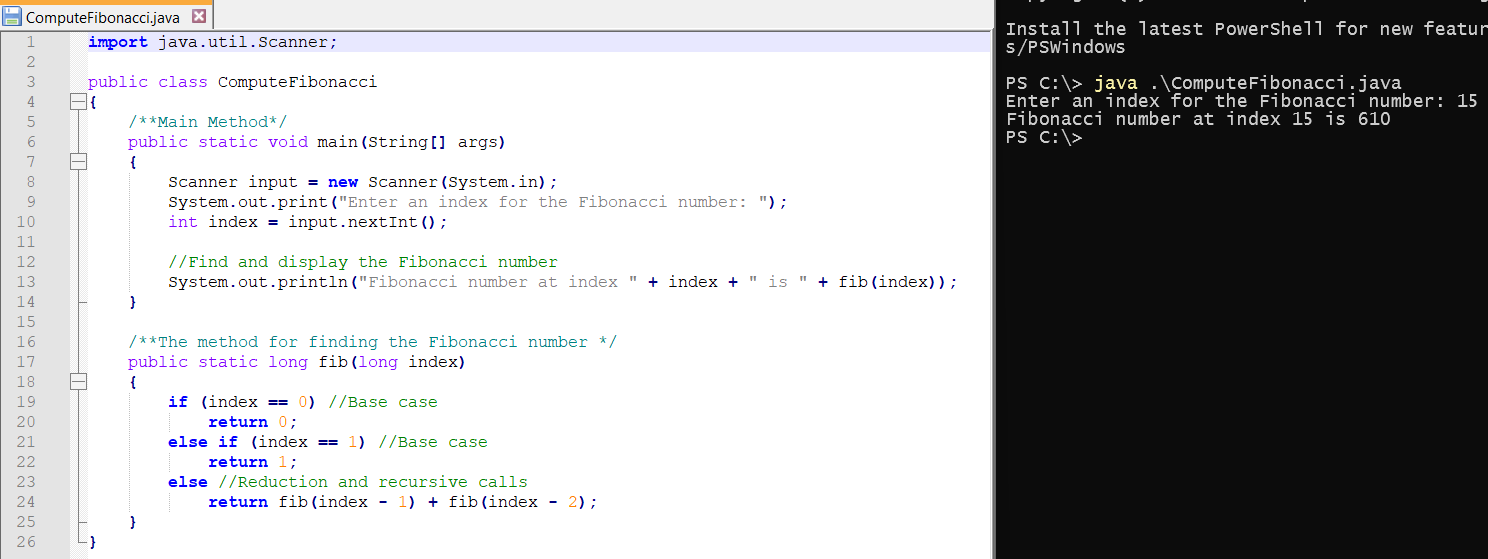 ComputeFibonacci.java
1 import java.util.Scanner;
2
3 public class ComputeFibonacci
4 {
5 /**Main Method*/
6 public static void main(String[] args)
7 {
8 Scanner input = new Scanner(System.in);
9 System.out.print("Enter an index for the Fibonacci number: ");
10 int index = input.nextInt();
11
12 //Find and display the Fibonacci number
13 System.out.println("Fibonacci number at index " + index + " is " + fib(index));
14 }
15
16 /**The method for finding the Fibonacci number */
17 public static long fib(long index)
18 {
19 if (index == 0) //Base case
20 return 0;
21 else if (index == 1) //Base case
22 return 1;
23 else //Reduction and recursive calls
24 return fib(index - 1) + fib(index - 2);
25 }
26 }
Install the latest PowerShell for new featur
s/PSWindows
PS C:\> java .\ComputeFibonacci.java
Enter an index for the Fibonacci number: 15
Fibonacci number at index 15 is 610
PS C:\>